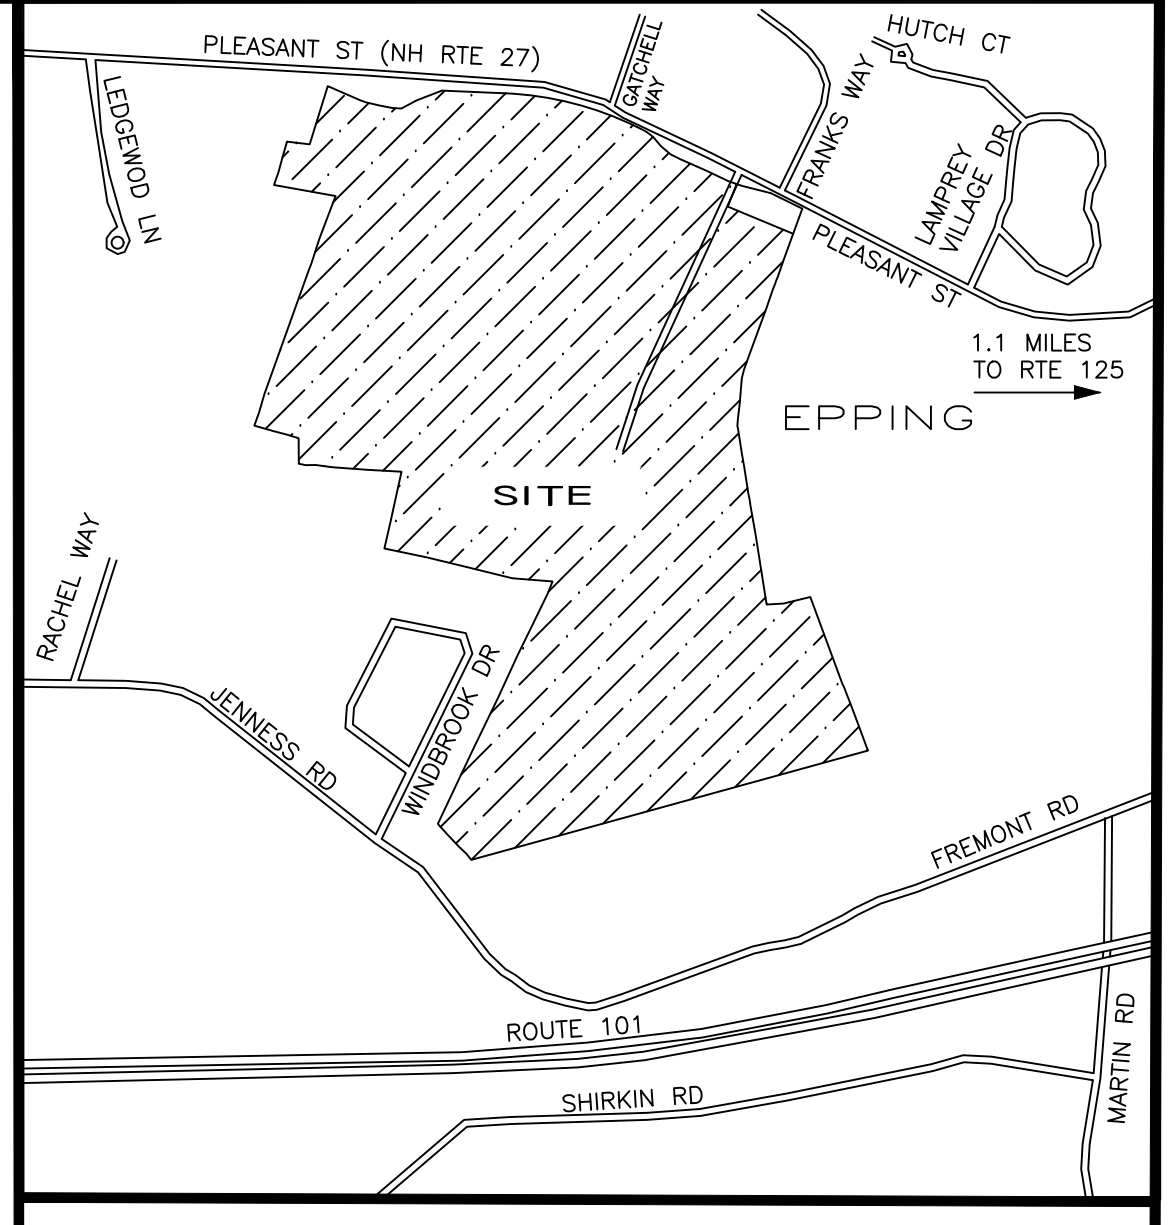 HUTCH CT
PLEASANT ST (NH RTE 27)
GATCHELL
WAY
FRANKS WAY
LEDGEWOD LN
LAMPREY
VILLAGE DR
PLEASANT ST
1.1 MILES
TO RTE 125
EPPING
SITE
RACHEL WAY
WINDBROOK DR
JENNESS RD
FREMONT RD
ROUTE 101
MARTIN RD
SHIRKIN RD